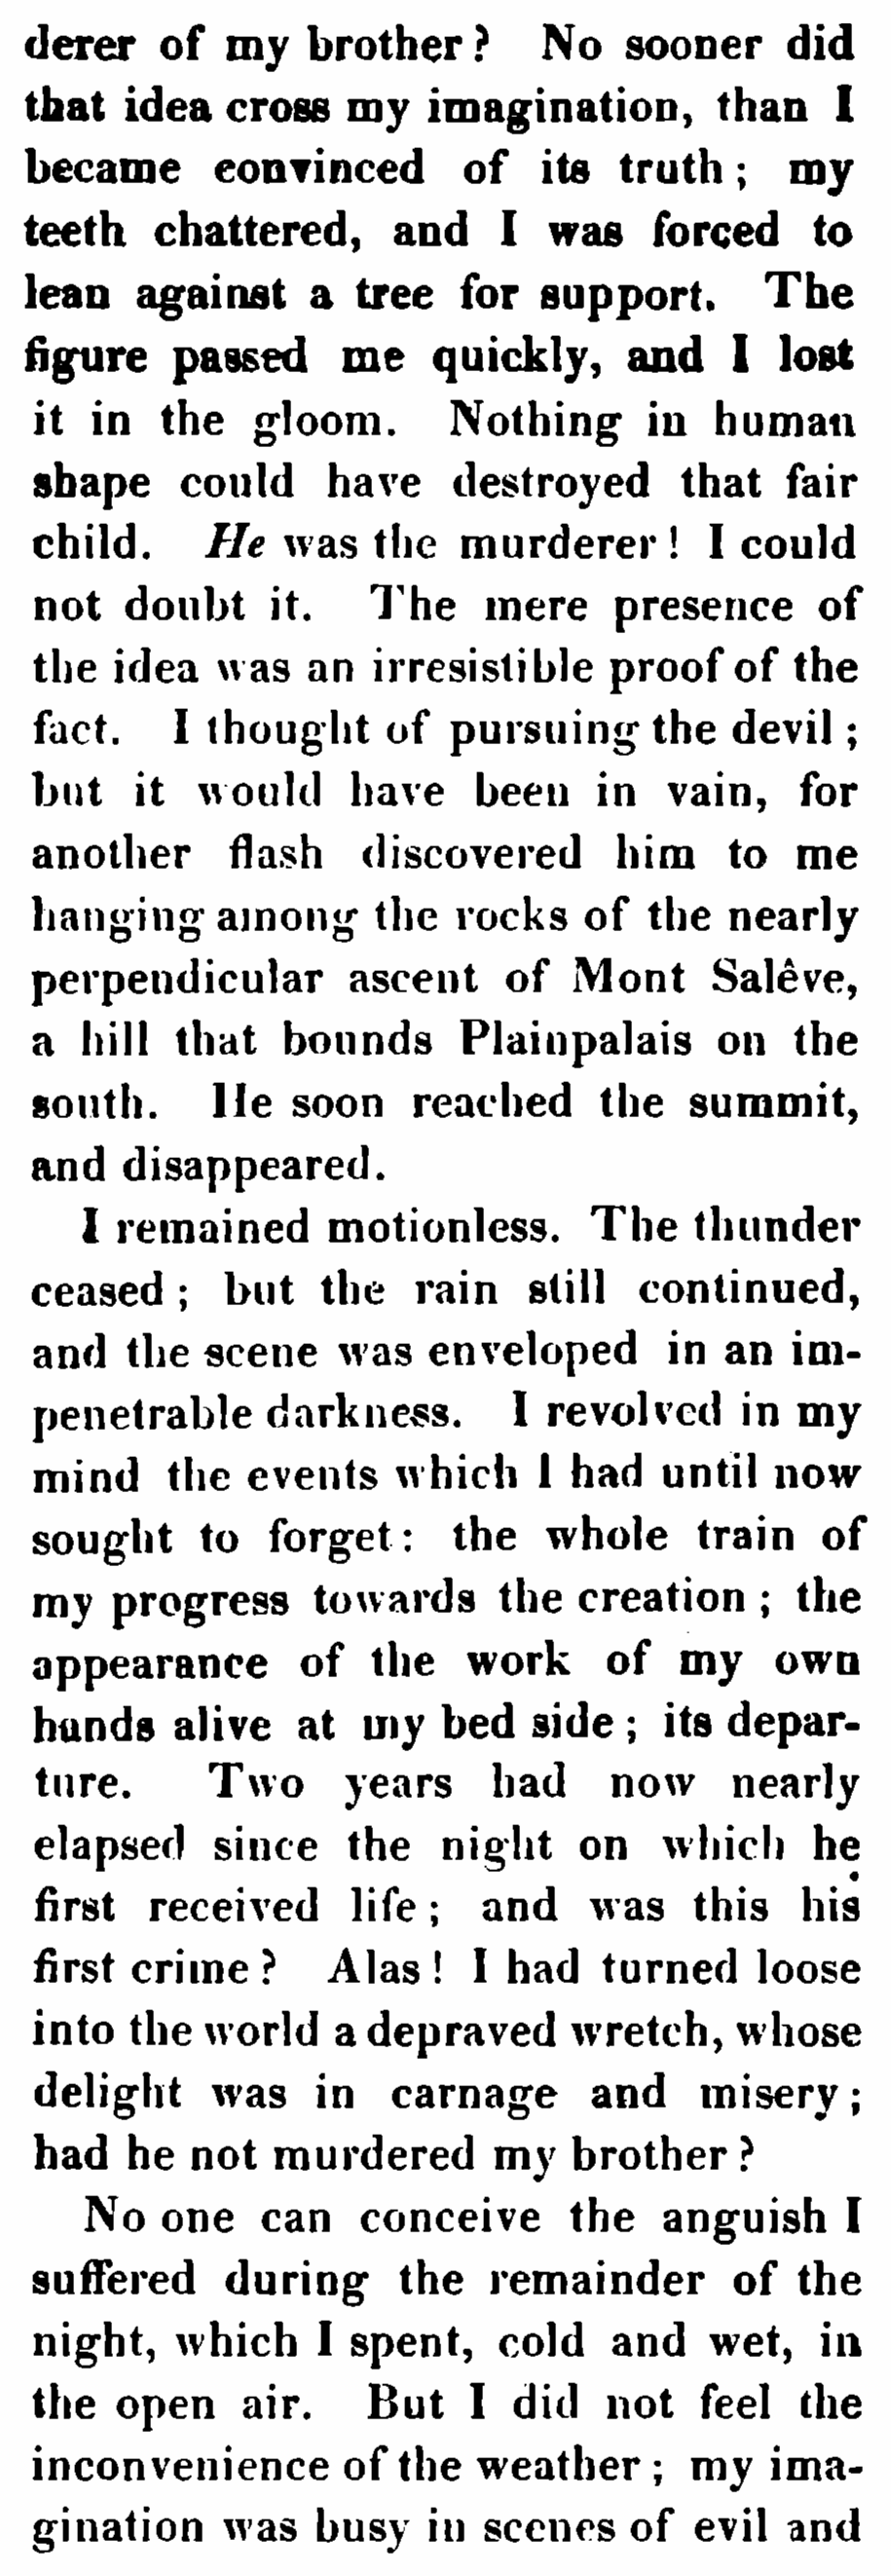 derer of my brother? No sooner did
that idea cross my imagination, than I
became convinced of its truth; my
teeth chattered, and I was forced to
lean against a tree for support. The
figure passed me quickly, and I lost
it in the gloom. Nothing in human
shape could have destroyed that fair
child. He was the murderer! I could
not doubt it. The mere presence of
the idea was an irresistible proof of the
fact. I thought of pursuing the devil;
but it would have been in vain, for
another flash discovered him to me
hanging among the rocks of the nearly
perpendicular ascent of Mont Salêve,
a hill that bounds Plainpalais on the
south. He soon reached the summit,
and disappeared.
I remained motionless. The thunder
ceased; but the rain still continued,
and the scene was enveloped in an im-
penetrable darkness. I revolved in my
mind the events which I had until now
sought to forget: the whole train of
my progress towards the creation; the
appearance of the work of my own
hands alive at my bed side; its depar-
ture. Two years had now nearly
elapsed since the night on which he
first received life; and was this his
first crime? Alas! I had turned loose
into the world a depraved wretch, whose
delight was in carnage and misery;
had he not murdered my brother?
No one can conceive the anguish I
suffered during the remainder of the
night, which I spent, cold and wet, in
the open air. But I did not feel the
inconvenience of the weather; my ima-
gination was busy in scenes of evil and